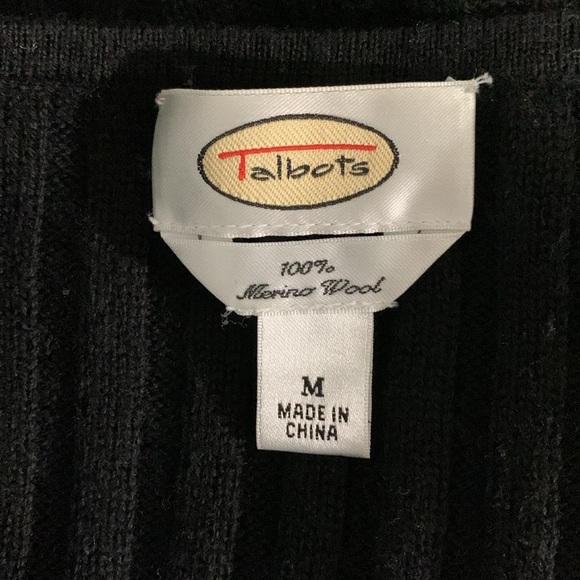 Talbots
100%
Merino Wool
M
MADE IN
CHINA